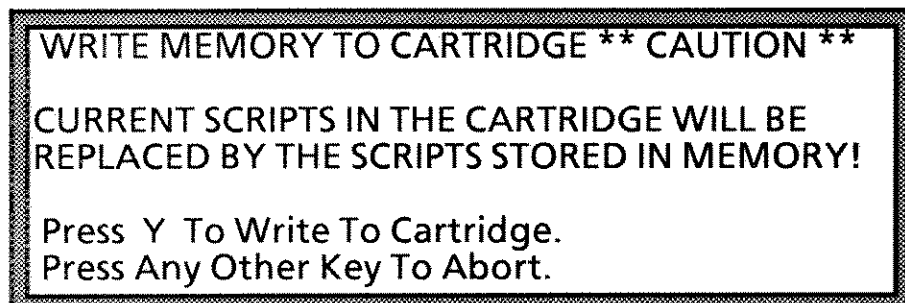 WRITE MEMORY TO CARTRIDGE ** CAUTION **
CURRENT SCRIPTS IN THE CARTRIDGE WILL BE
REPLACED BY THE SCRIPTS STORED IN MEMORY!
Press Y To Write To Cartridge.
Press Any Other Key To Abort.